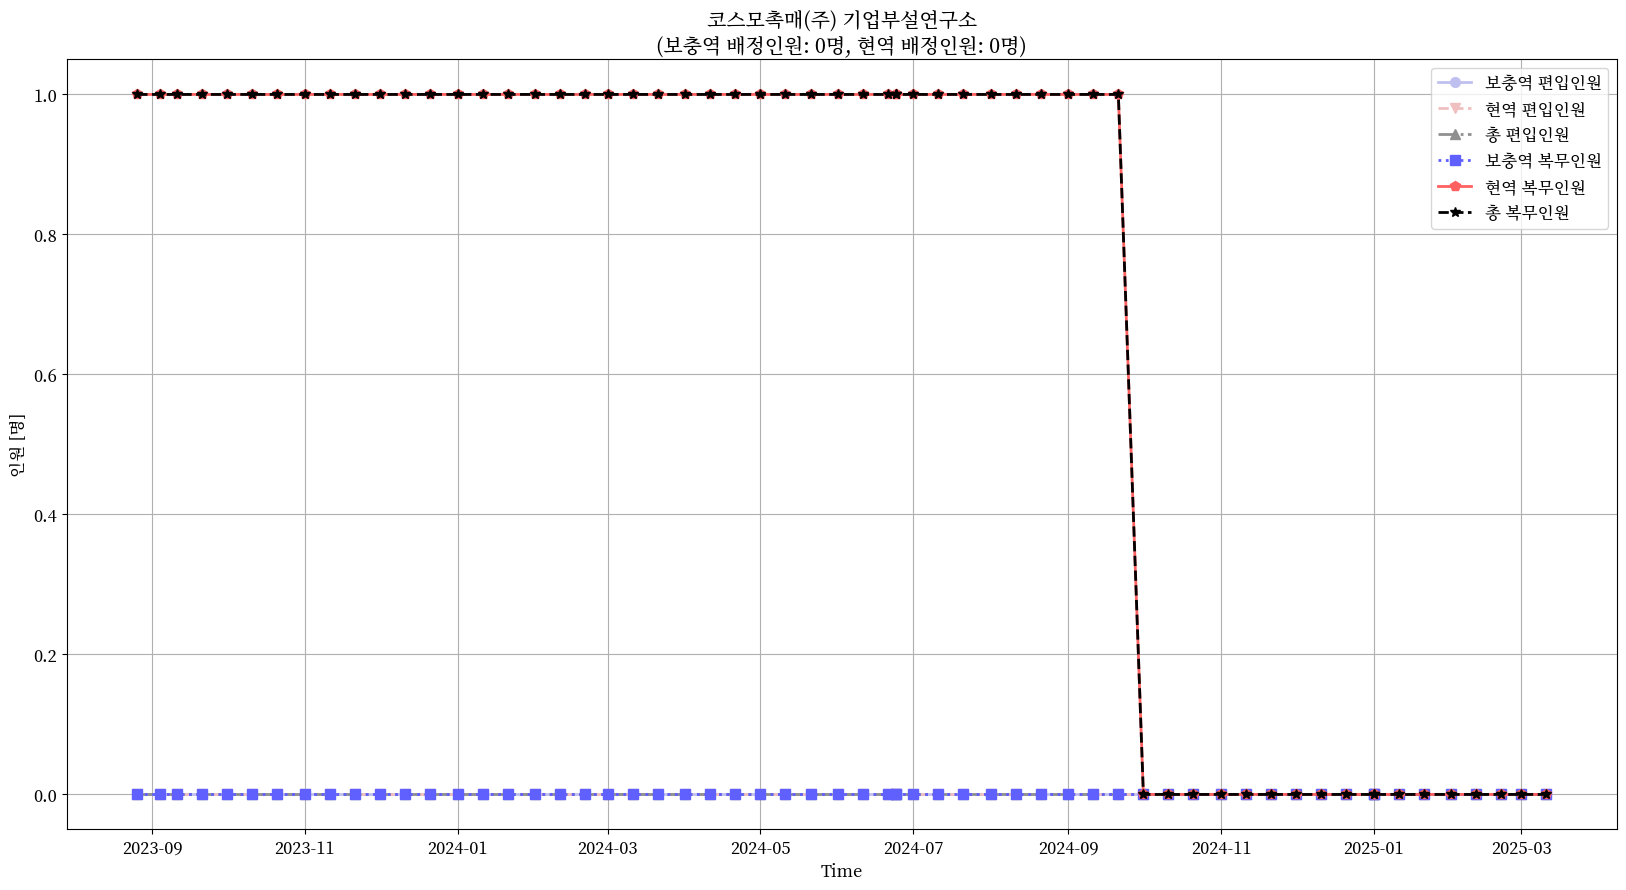 코스모촉매(주) 기업부설연구소
(보충역 배정인원: 0명, 현역 배정인원: 0명)
보충역 편입인원
현역 편입인원
총 편입인원
보충역 복무인원
현역 복무인원
총 복무인원
인원 [명]
1.0
0.8
0.6
0.4
0.2
0.0
2023-09
2023-11
2024-01
2024-03
2024-05
2024-07
2024-09
2024-11
2025-01
2025-03
Time